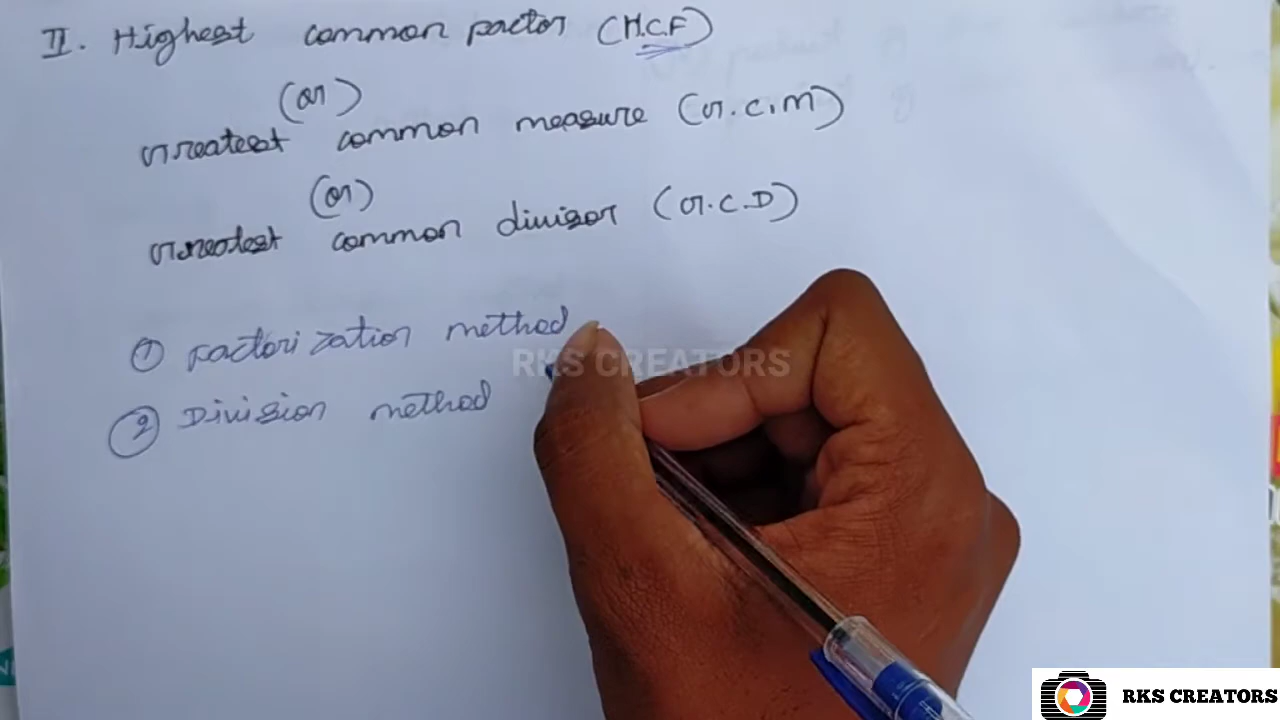 II. Highest common factor (H.C.F)
(or)
Greatest common measure (G.C.M)
(or)
Greatest common divisor (G.C.D)
① Factorization method
② Division method
RKS CREATORS
RKS CREATORS